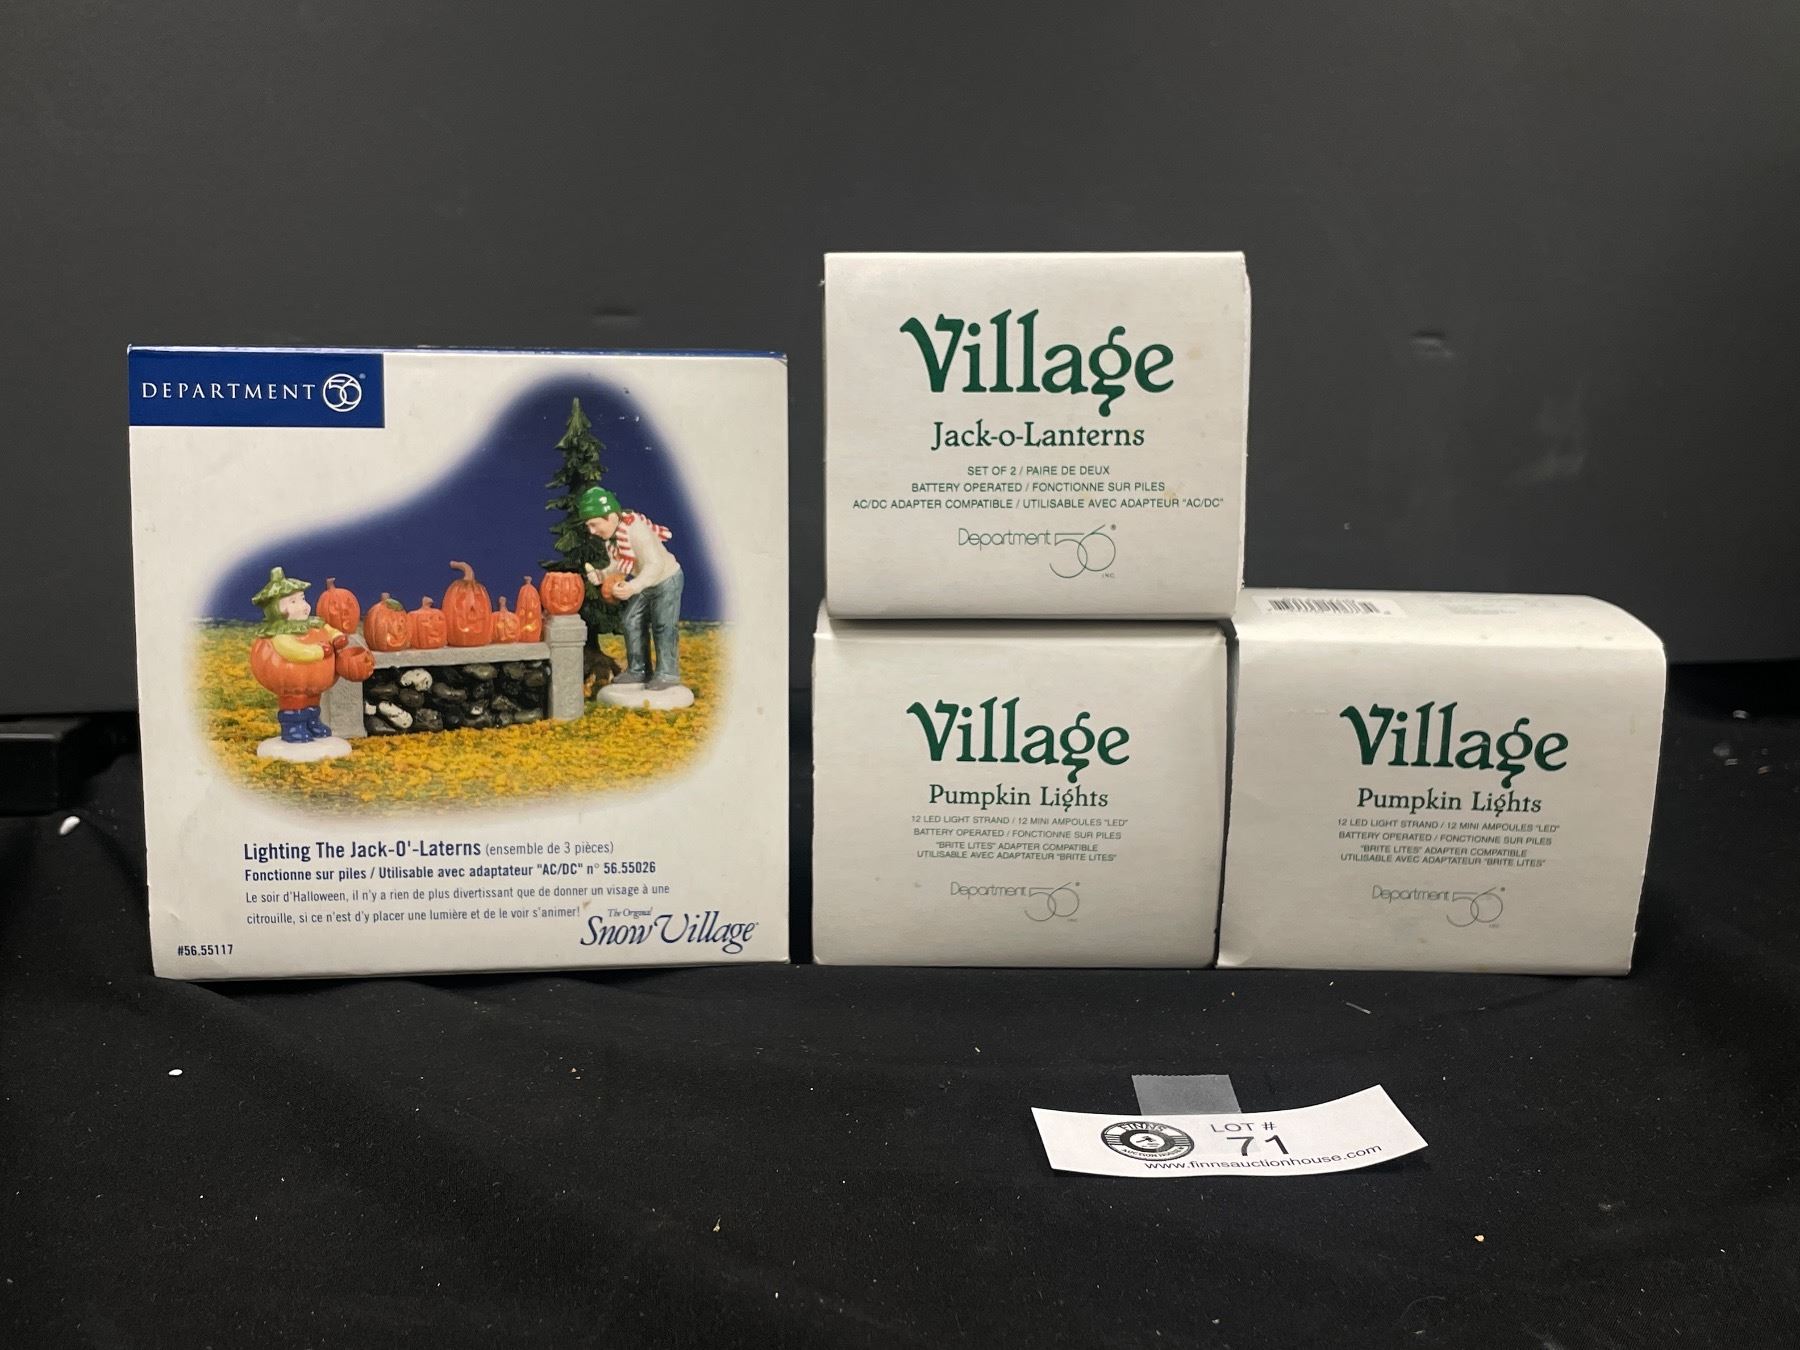 DEPARTMENT 56®
Lighting The Jack-O'-Laterns (ensemble de 3 pièces)
Fonctionne sur piles / Utilisable avec adaptateur "AC/DC" n° 56.55026
Le soir d'Halloween, il n'y a rien de plus divertissant que de donner un visage à une
citrouille, si ce n'est d'y placer une lumière et de le voir s'animer!
The Original
Snow Village
#56.55117
Village
Jack-o-Lanterns
SET OF 2 / PAIRE DE DEUX
BATTERY OPERATED / FONCTIONNE SUR PILES
AC/DC ADAPTER COMPATIBLE / UTILISABLE AVEC ADAPTEUR "AC/DC"
Department 56®
INC.
Village
Pumpkin Lights
12 LED LIGHT STRAND / 12 MINI AMPOULES "LED"
BATTERY OPERATED / FONCTIONNE SUR PILES
"BRITE LITES" ADAPTER COMPATIBLE
UTILISABLE AVEC ADAPTATEUR "BRITE LITES"
Department 56®
INC.
Village
Pumpkin Lights
12 LED LIGHT STRAND / 12 MINI AMPOULES "LED"
BATTERY OPERATED / FONCTIONNE SUR PILES
"BRITE LITES" ADAPTER COMPATIBLE
UTILISABLE AVEC ADAPTATEUR "BRITE LITES"
Department 56®
INC.
FINNS
AUCTION HOUSE
LOT #
71
www.finnsauctionhouse.com